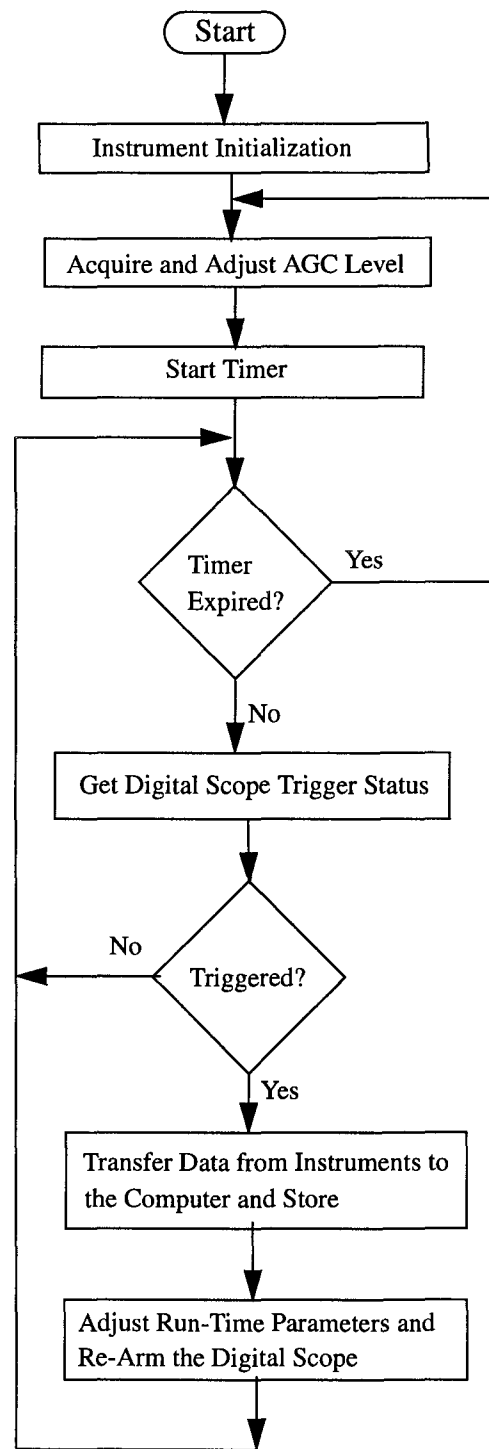 Start
Instrument Initialization
Acquire and Adjust AGC Level
Start Timer
Timer
Expired?
Yes
No
Get Digital Scope Trigger Status
No
Triggered?
Yes
Transfer Data from Instruments to
the Computer and Store
Adjust Run-Time Parameters and
Re-Arm the Digital Scope